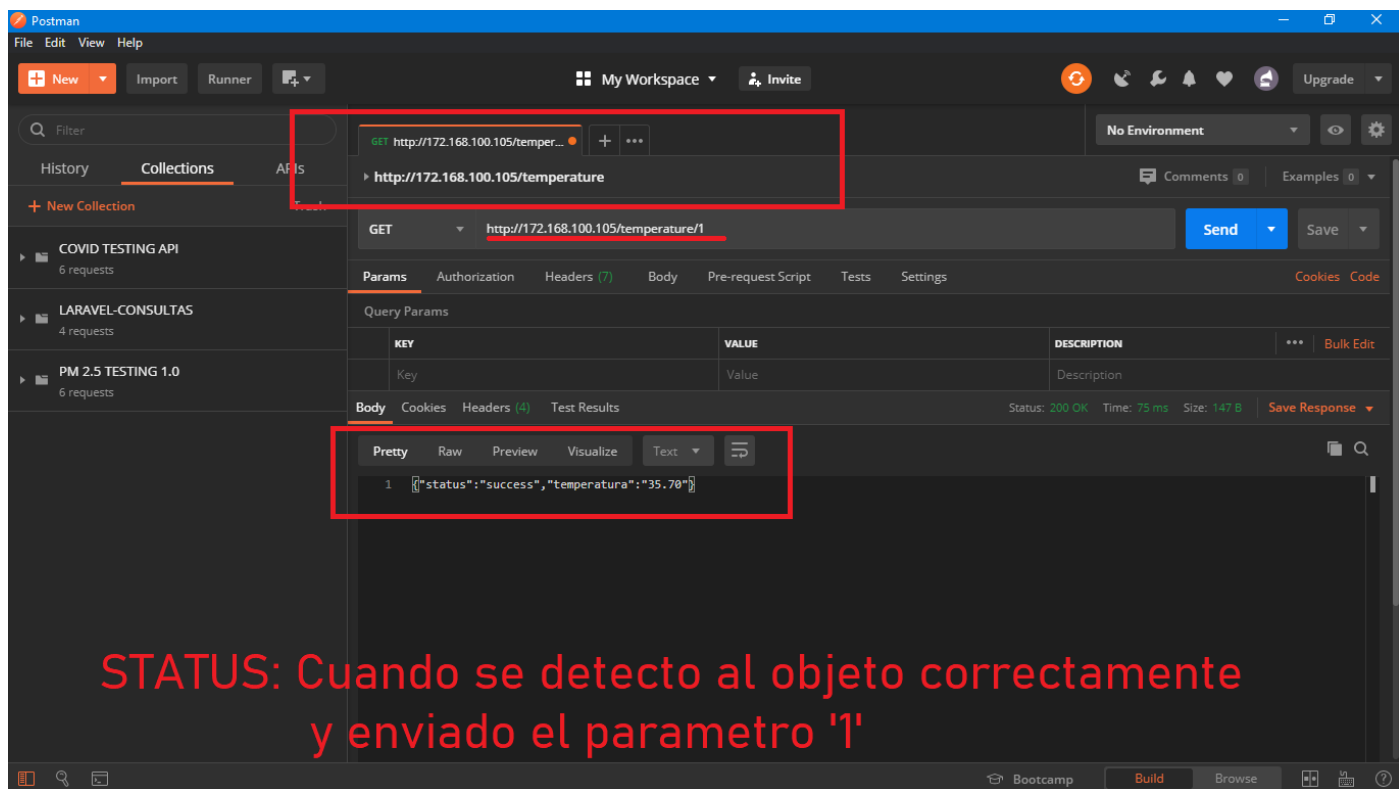 Postman
File Edit View Help
New Import Runner My Workspace Invite Upgrade
Filter
History Collections APIs
+ New Collection Trash
COVID TESTING API
6 requests
LARAVEL-CONSULTAS
4 requests
PM 2.5 TESTING 1.0
6 requests
GET http://172.168.100.105/temper... + ...
No Environment
http://172.168.100.105/temperature
Comments 0 Examples 0
GET http://172.168.100.105/temperature/1 Send Save
Params Authorization Headers (7) Body Pre-request Script Tests Settings Cookies Code
Query Params
KEY VALUE DESCRIPTION ... Bulk Edit
Key Value Description
Body Cookies Headers (4) Test Results Status: 200 OK Time: 75 ms Size: 147 B Save Response
Pretty Raw Preview Visualize Text
1 {"status":"success","temperatura":"35.70"}
STATUS: Cuando se detecto al objeto correctamente
y enviado el parametro '1'
Bootcamp Build Browse